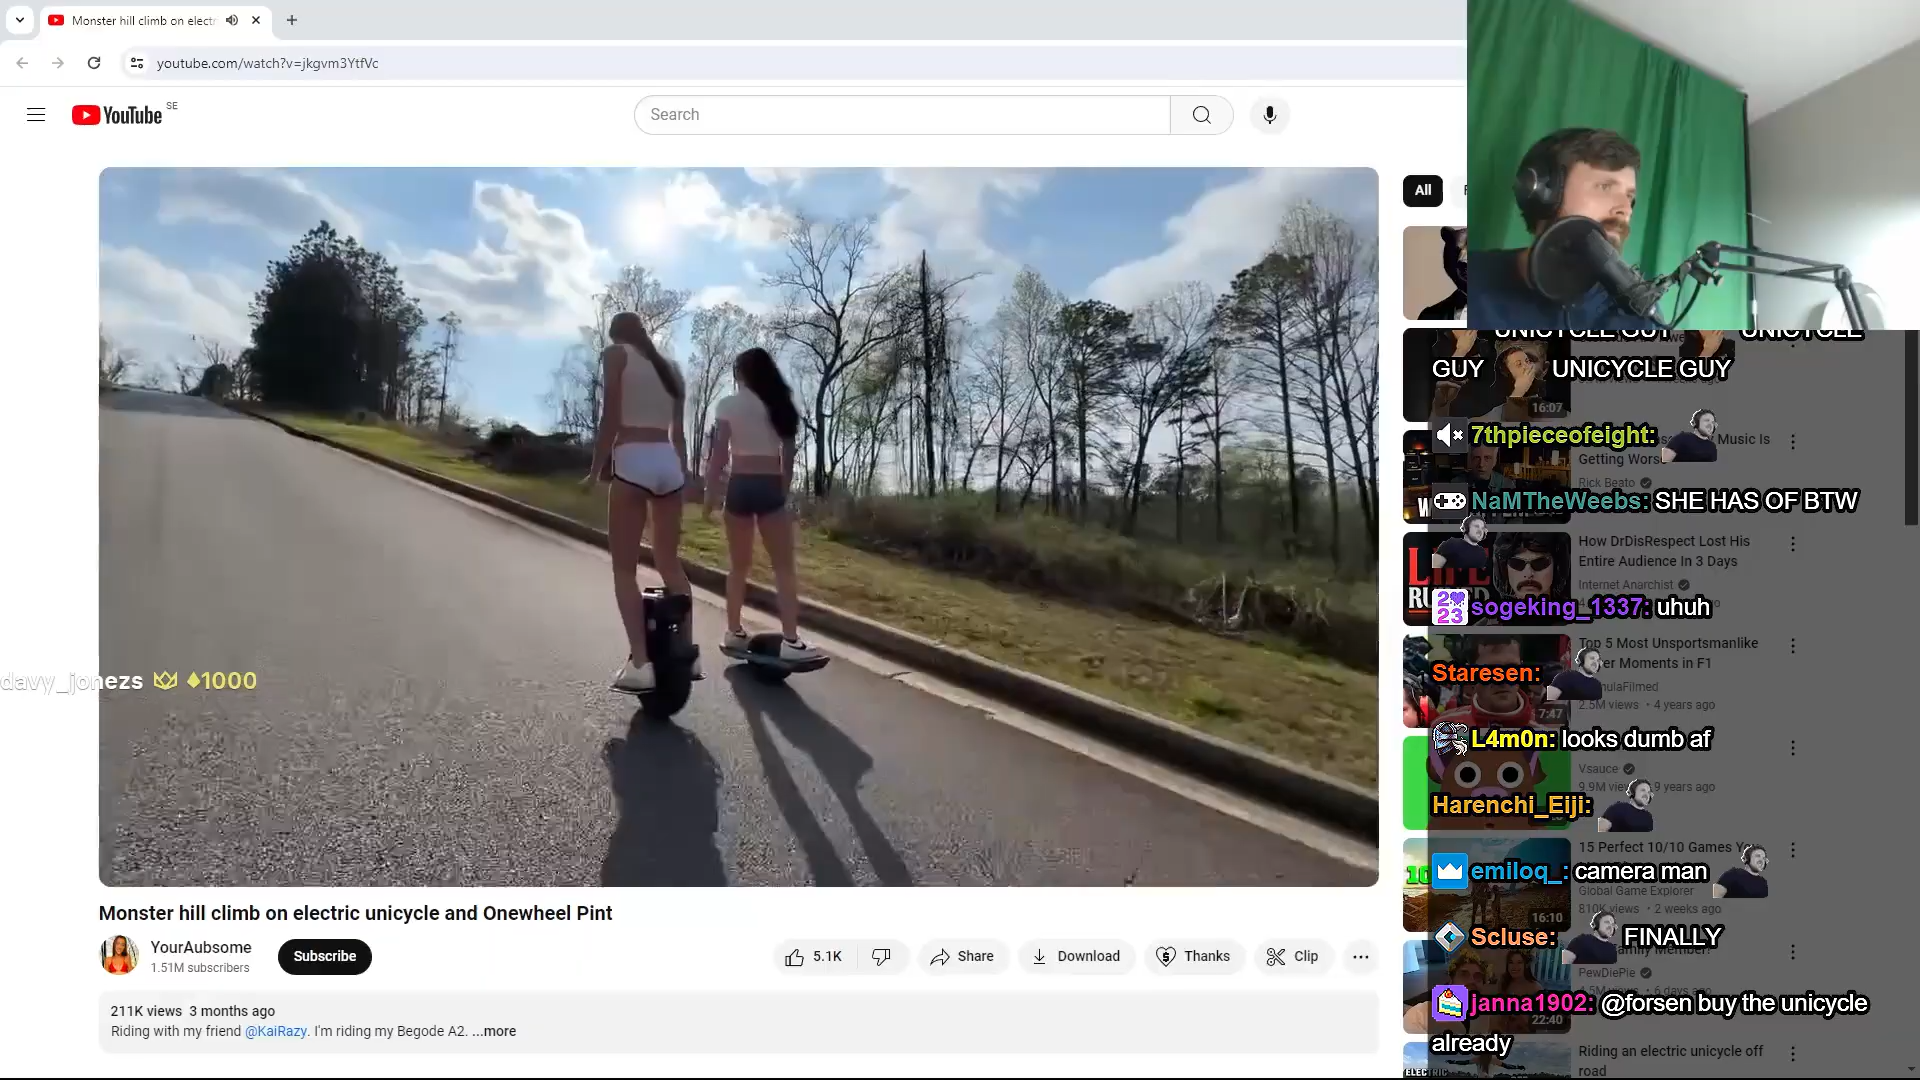 Monster hill climb on electr
youtube.com/watch?v=jkgvm3YtfVc
YouTube SE
Search
All
UNICYCLE GUY UNICYCLE
GUY UNICYCLE GUY
16:07
7thpieceofeight:
Music Is
Getting Worse
Rick Beato
NaMTheWeebs: SHE HAS OF BTW
How DrDisRespect Lost His
Entire Audience In 3 Days
Internet Anarchist
sogeking_1337: uhuh
Top 5 Most Unsportsmanlike
Moments in F1
Staresen:
2.5M views • 4 years ago
7:47
davy_jonezs 1000
L4m0n: looks dumb af
Vsauce
9 years ago
Harenchi_Eiji:
15 Perfect 10/10 Games
emiloq_: camera man
Global Game Explorer
810K views • 2 weeks ago
16:10
Scluse: FINALLY
PewDiePie
6 days ago
janna1902: @forsen buy the unicycle
already
22:40
Riding an electric unicycle off
road
ELECTRIC
Monster hill climb on electric unicycle and Onewheel Pint
YourAubsome
1.51M subscribers
Subscribe
5.1K
Share
Download
Thanks
Clip
211K views 3 months ago
Riding with my friend @KaiRazy. I'm riding my Begode A2. ...more